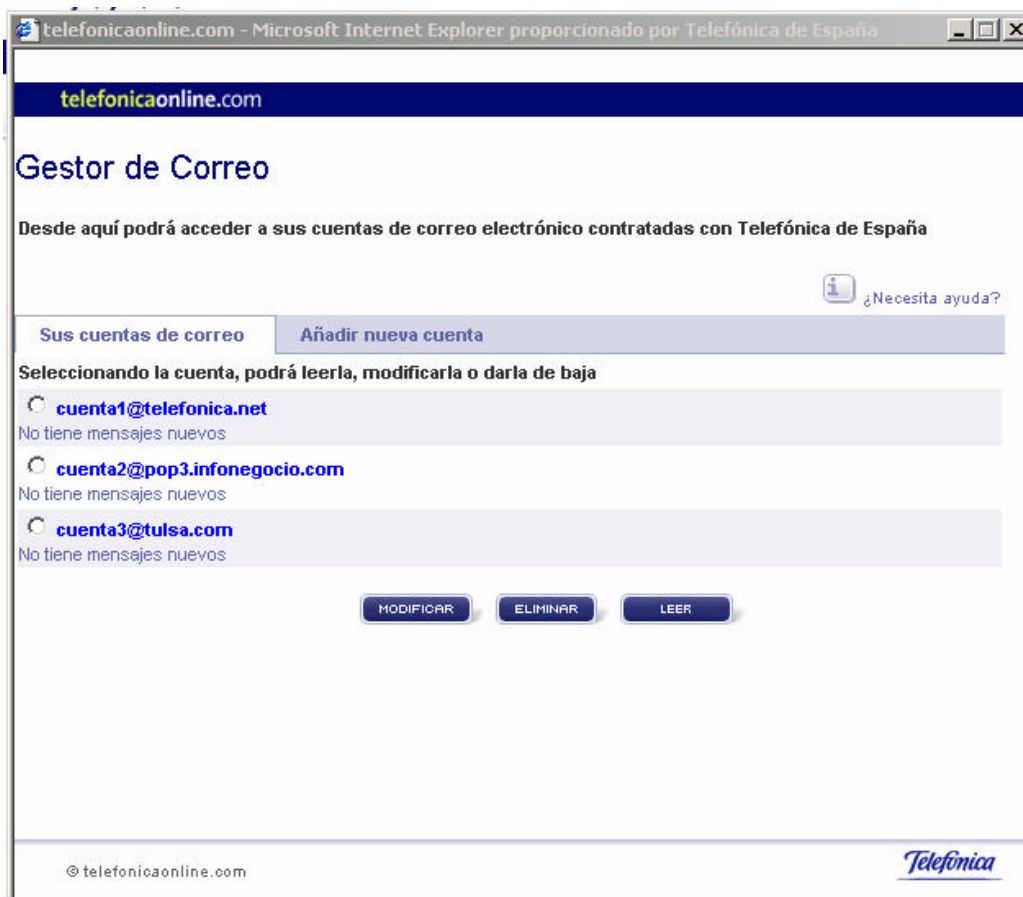 telefonicaonline.com - Microsoft Internet Explorer proporcionado por Telefónica de España
telefonicaonline.com
Gestor de Correo
Desde aquí podrá acceder a sus cuentas de correo electrónico contratadas con Telefónica de España
i ¿Necesita ayuda?
Sus cuentas de correo Añadir nueva cuenta
Seleccionando la cuenta, podrá leerla, modificarla o darla de baja
cuenta1@telefonica.net
No tiene mensajes nuevos
cuenta2@pop3.infonegocio.com
No tiene mensajes nuevos
cuenta3@tulsa.com
No tiene mensajes nuevos
MODIFICAR ELIMINAR LEER
© telefonicaonline.com Telefónica